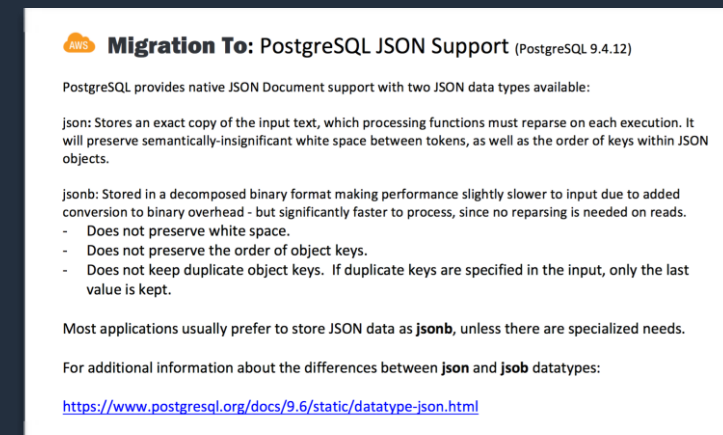 AWS Migration To: PostgreSQL JSON Support (PostgreSQL 9.4.12)
PostgreSQL provides native JSON Document support with two JSON data types available:
json: Stores an exact copy of the input text, which processing functions must reparse on each execution. It
will preserve semantically-insignificant white space between tokens, as well as the order of keys within JSON
objects.
jsonb: Stored in a decomposed binary format making performance slightly slower to input due to added
conversion to binary overhead - but significantly faster to process, since no reparsing is needed on reads.
- Does not preserve white space.
- Does not preserve the order of object keys.
- Does not keep duplicate object keys. If duplicate keys are specified in the input, only the last
value is kept.
Most applications usually prefer to store JSON data as jsonb, unless there are specialized needs.
For additional information about the differences between json and jsob datatypes:
https://www.postgresql.org/docs/9.6/static/datatype-json.html